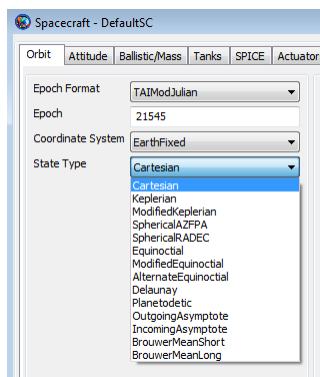 Spacecraft - DefaultSC
Orbit Attitude Ballistic/Mass Tanks SPICE Actuator
Epoch Format TAIModJulian
Epoch 21545
Coordinate System EarthFixed
State Type Cartesian
Cartesian
Keplerian
ModifiedKeplerian
SphericalAZFPA
SphericalRADEC
Equinoctial
ModifiedEquinoctial
AlternateEquinoctial
Delaunay
Planetodetic
OutgoingAsymptote
IncomingAsymptote
BrouwerMeanShort
BrouwerMeanLong